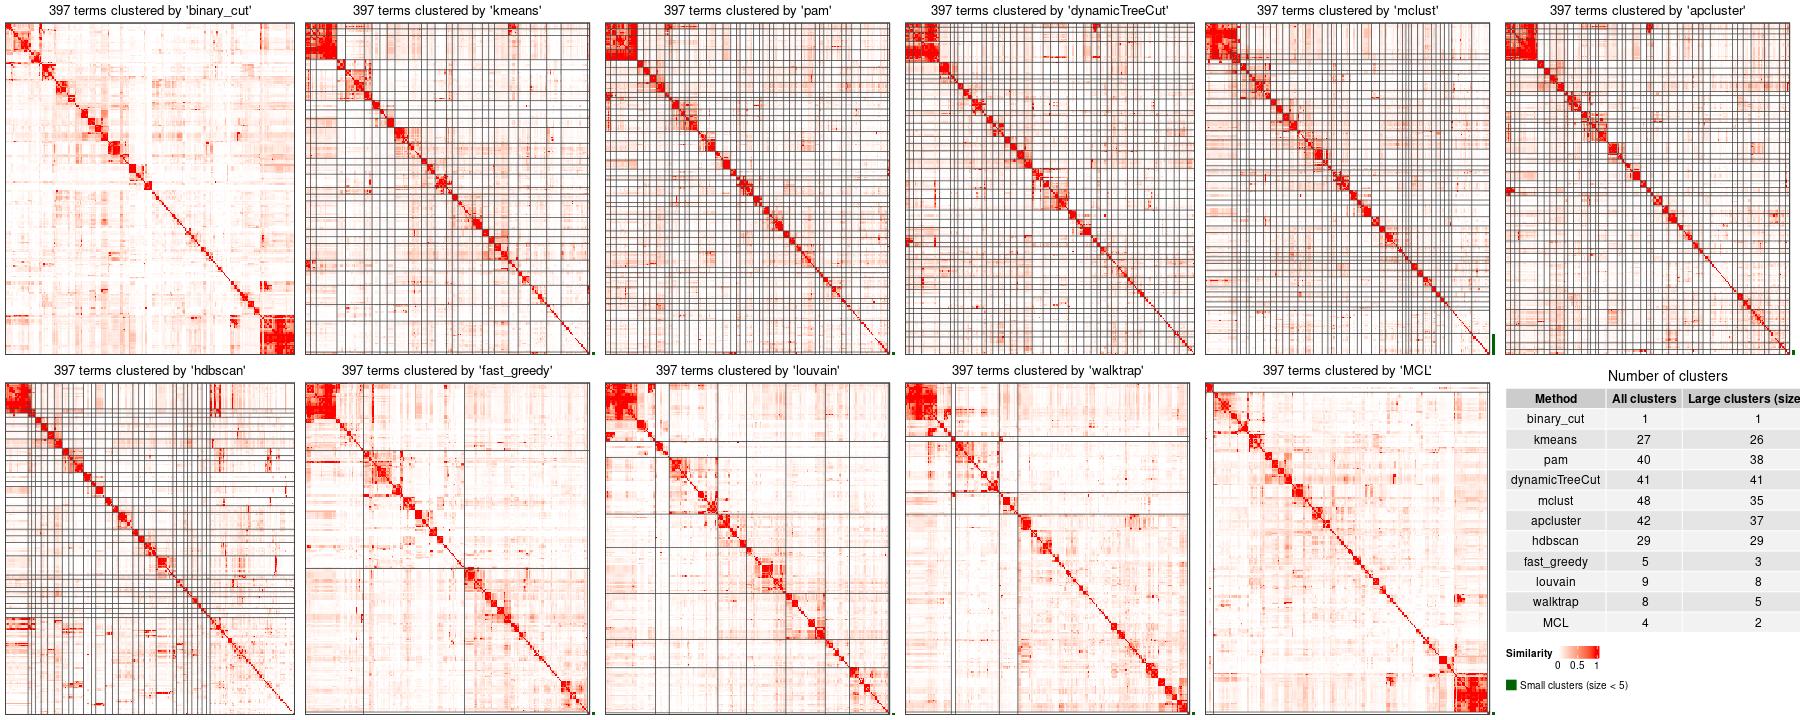 397 terms clustered by 'binary_cut'
397 terms clustered by 'kmeans'
397 terms clustered by 'pam'
397 terms clustered by 'dynamicTreeCut'
397 terms clustered by 'mclust'
397 terms clustered by 'apcluster'
397 terms clustered by 'hdbscan'
397 terms clustered by 'fast_greedy'
397 terms clustered by 'louvain'
397 terms clustered by 'walktrap'
397 terms clustered by 'MCL'
Number of clusters
Method All clusters Large clusters (size
binary_cut 1 1
kmeans 27 26
pam 40 38
dynamicTreeCut 41 41
mclust 48 35
apcluster 42 37
hdbscan 29 29
fast_greedy 5 3
louvain 9 8
walktrap 8 5
MCL 4 2
Similarity
0 0.5 1
Small clusters (size < 5)